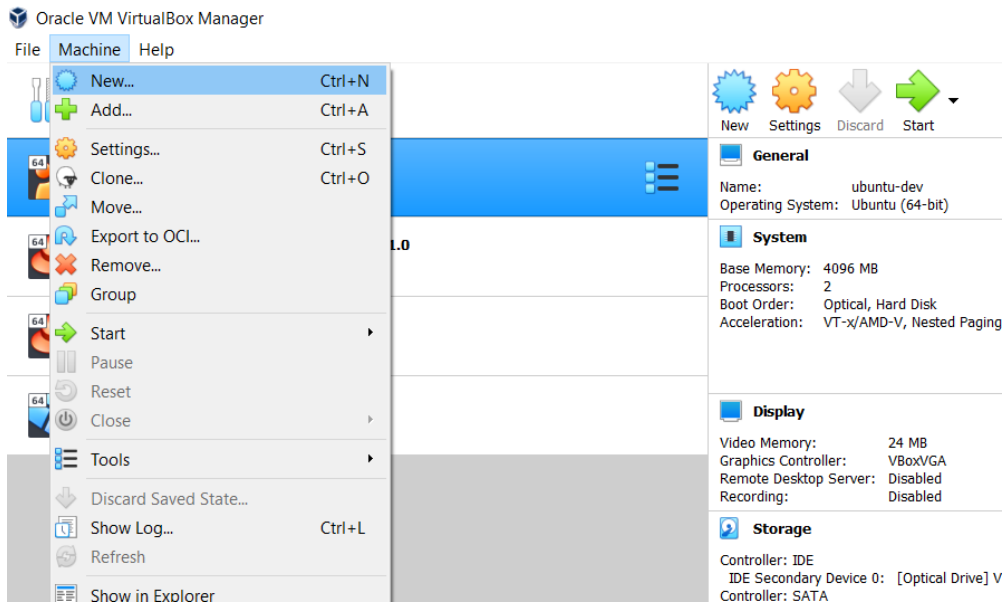 Oracle VM VirtualBox Manager
File Machine Help
New... Ctrl+N
Add... Ctrl+A
Settings... Ctrl+S
Clone... Ctrl+O
Move...
Export to OCI...
Remove...
Group
Start
Pause
Reset
Close
Tools
Discard Saved State...
Show Log... Ctrl+L
Refresh
Show in Explorer
64
64
1.0
64
64
New Settings Discard Start
General
Name: ubuntu-dev
Operating System: Ubuntu (64-bit)
System
Base Memory: 4096 MB
Processors: 2
Boot Order: Optical, Hard Disk
Acceleration: VT-x/AMD-V, Nested Paging
Display
Video Memory: 24 MB
Graphics Controller: VBoxVGA
Remote Desktop Server: Disabled
Recording: Disabled
Storage
Controller: IDE
IDE Secondary Device 0: [Optical Drive] V
Controller: SATA